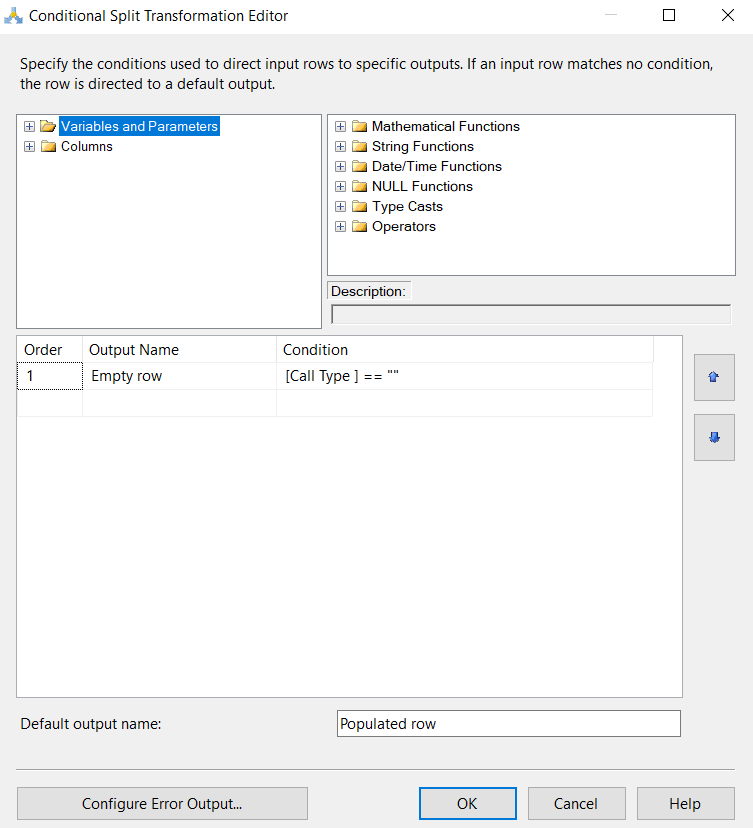 Conditional Split Transformation Editor
Specify the conditions used to direct input rows to specific outputs. If an input row matches no condition,
the row is directed to a default output.
Variables and Parameters
Columns
Mathematical Functions
String Functions
Date/Time Functions
NULL Functions
Type Casts
Operators
Description:
Order Output Name Condition
1 Empty row [Call Type ] == ""
Default output name: Populated row
Configure Error Output... OK Cancel Help